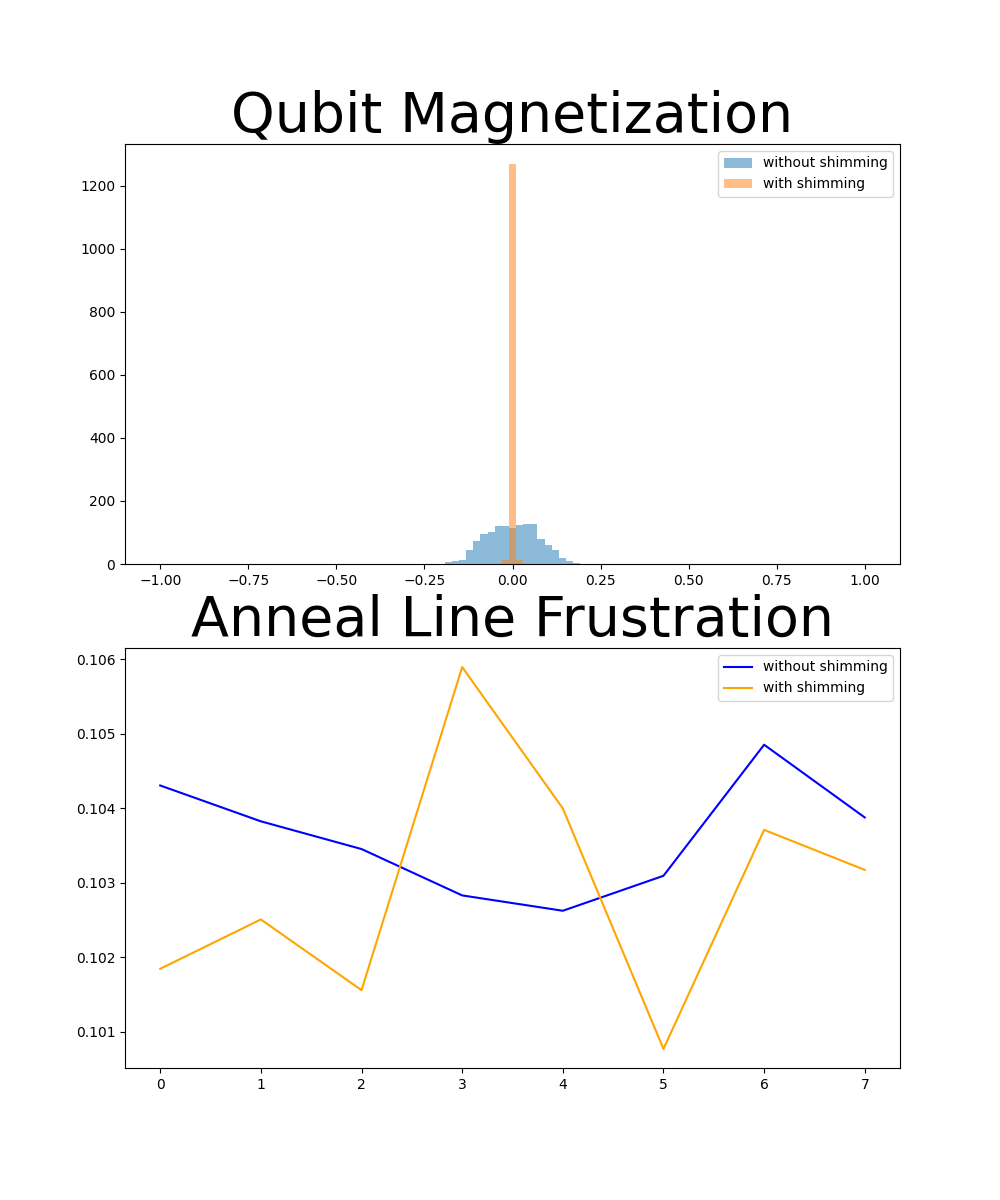 Qubit Magnetization
without shimming
with shimming
1200
1000
800
600
400
200
0
−1.00 −0.75 −0.50 −0.25 0.00 0.25 0.50 0.75 1.00
Anneal Line Frustration
without shimming
with shimming
0.106
0.105
0.104
0.103
0.102
0.101
0 1 2 3 4 5 6 7